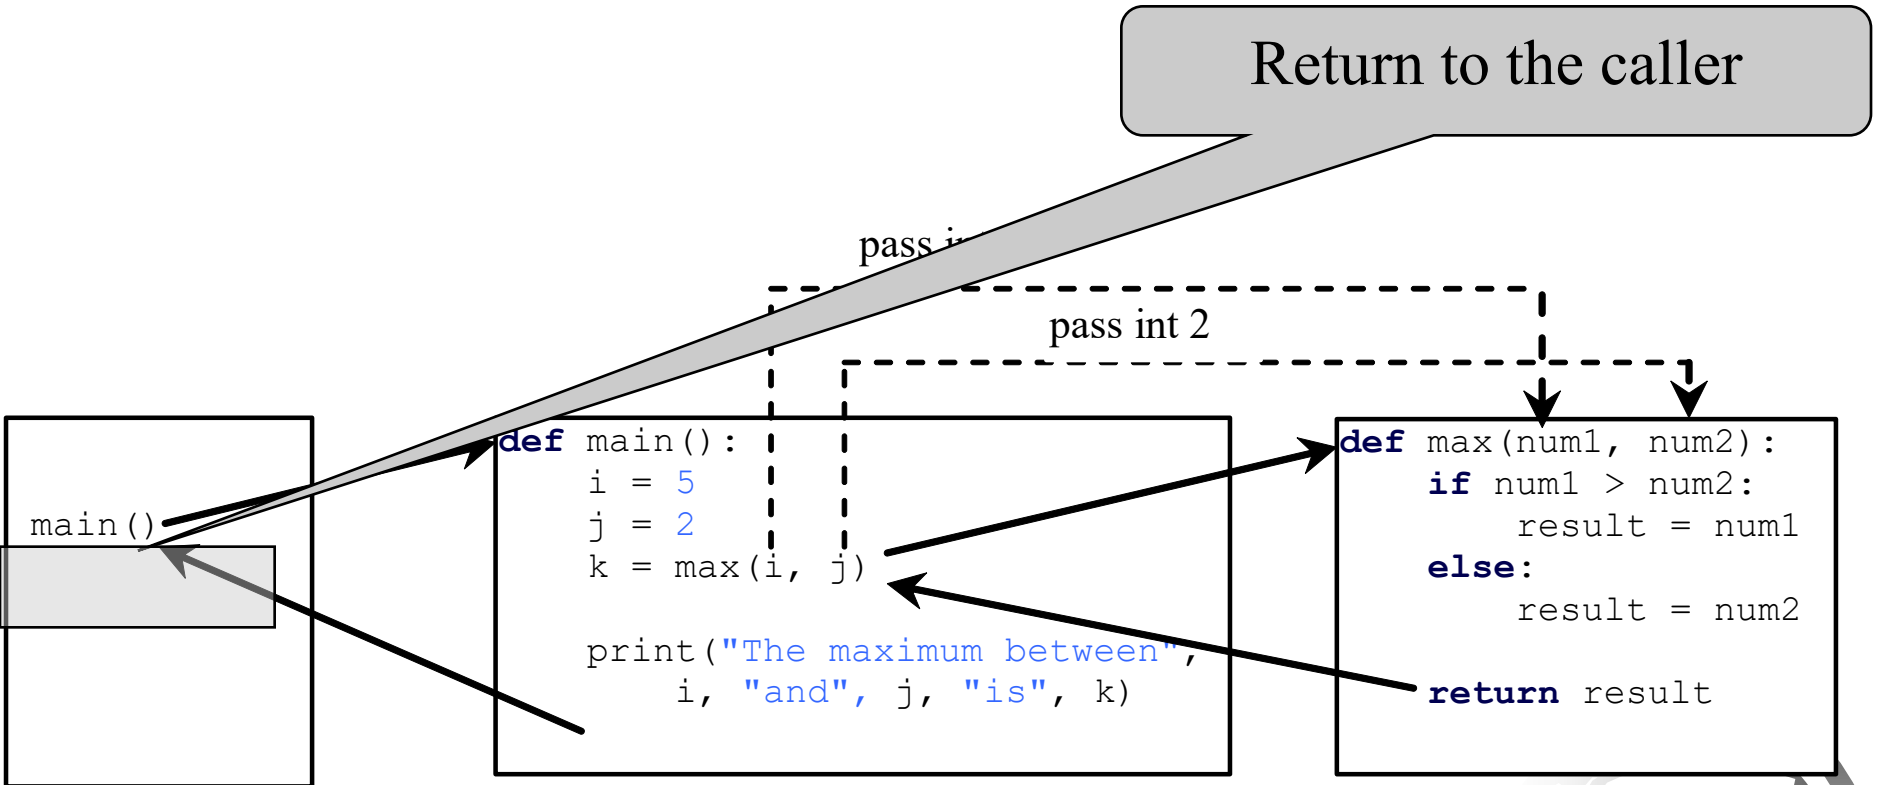 Return to the caller
pass
pass int 2
main()
def main():
    i = 5
    j = 2
    k = max(i, j)
    print("The maximum between",
        i, "and", j, "is", k)
def max(num1, num2):
    if num1 > num2:
        result = num1
    else:
        result = num2
    return result